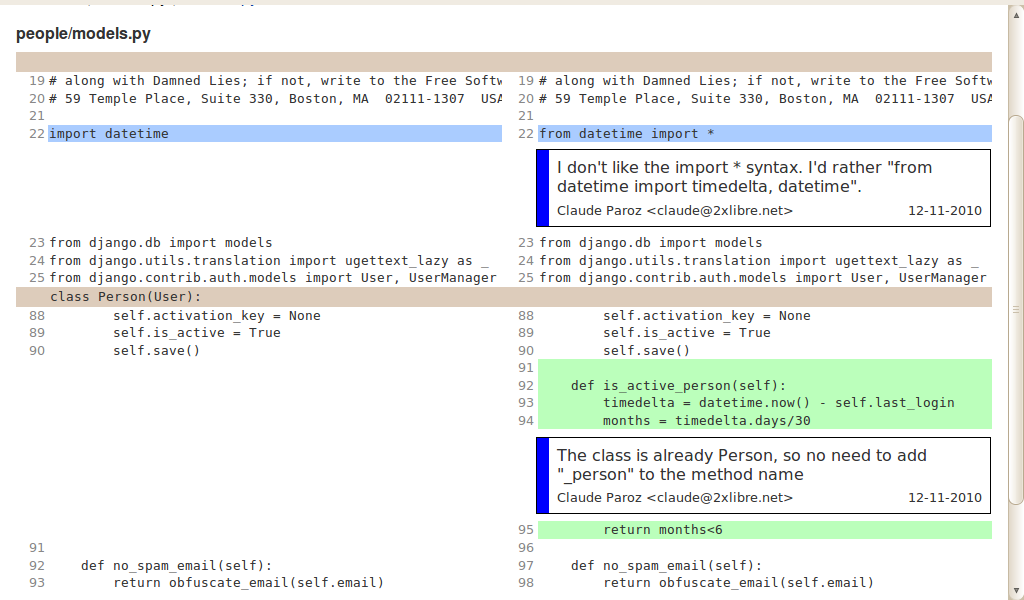 people/models.py
19 # along with Damned Lies; if not, write to the Free Softw
20 # 59 Temple Place, Suite 330, Boston, MA  02111-1307  USA
21
22 import datetime
19 # along with Damned Lies; if not, write to the Free Softw
20 # 59 Temple Place, Suite 330, Boston, MA  02111-1307  USA
21
22 from datetime import *
I don't like the import * syntax. I'd rather "from
datetime import timedelta, datetime".
Claude Paroz <claude@2xlibre.net> 12-11-2010
23 from django.db import models
24 from django.utils.translation import ugettext_lazy as _
25 from django.contrib.auth.models import User, UserManager
23 from django.db import models
24 from django.utils.translation import ugettext_lazy as _
25 from django.contrib.auth.models import User, UserManager
class Person(User):
88         self.activation_key = None
89         self.is_active = True
90         self.save()
88         self.activation_key = None
89         self.is_active = True
90         self.save()
91
92     def is_active_person(self):
93         timedelta = datetime.now() - self.last_login
94         months = timedelta.days/30
The class is already Person, so no need to add
"_person" to the method name
Claude Paroz <claude@2xlibre.net> 12-11-2010
95         return months<6
91
92     def no_spam_email(self):
93         return obfuscate_email(self.email)
96
97     def no_spam_email(self):
98         return obfuscate_email(self.email)